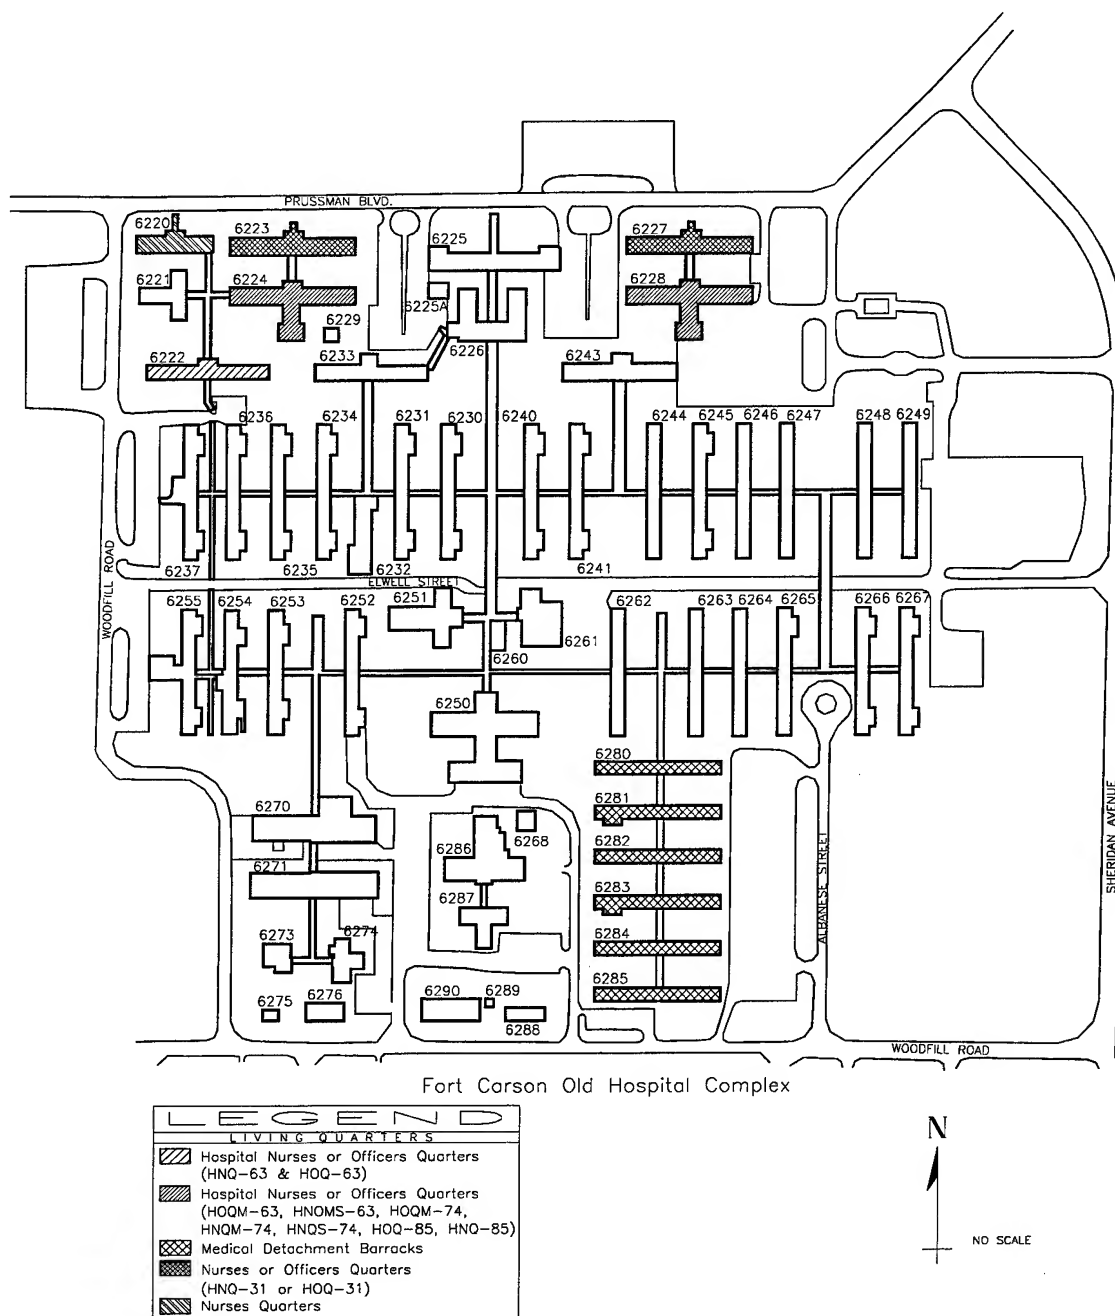 PRUSSMAN BLVD.
6220
6223
6225
6227
6221
6224
6228
6225A
6229
6226
6222
6233
6243
6236
6234
6231
6230
6240
6244
6245
6246
6247
6248
6249
6237
6235
6232
6241
WOODFILL ROAD
ELWELL STREET
6255
6254
6253
6252
6251
6262
6263
6264
6265
6266
6267
6261
6260
6250
6280
6270
6281
6268
6286
6282
6271
6287
6283
6273
6274
6284
6285
6275
6276
6290
6289
6288
ALBANESE STREET
SHERIDAN AVENUE
WOODFILL ROAD
Fort Carson Old Hospital Complex
LEGEND
LIVING QUARTERS
Hospital Nurses or Officers Quarters
(HNQ-63 & HOQ-63)
Hospital Nurses or Officers Quarters
(HOQM-63, HNOMS-63, HOQM-74,
HNQM-74, HNQS-74, HOQ-85, HNQ-85)
Medical Detachment Barracks
Nurses or Officers Quarters
(HNQ-31 or HOQ-31)
Nurses Quarters
N
NO SCALE